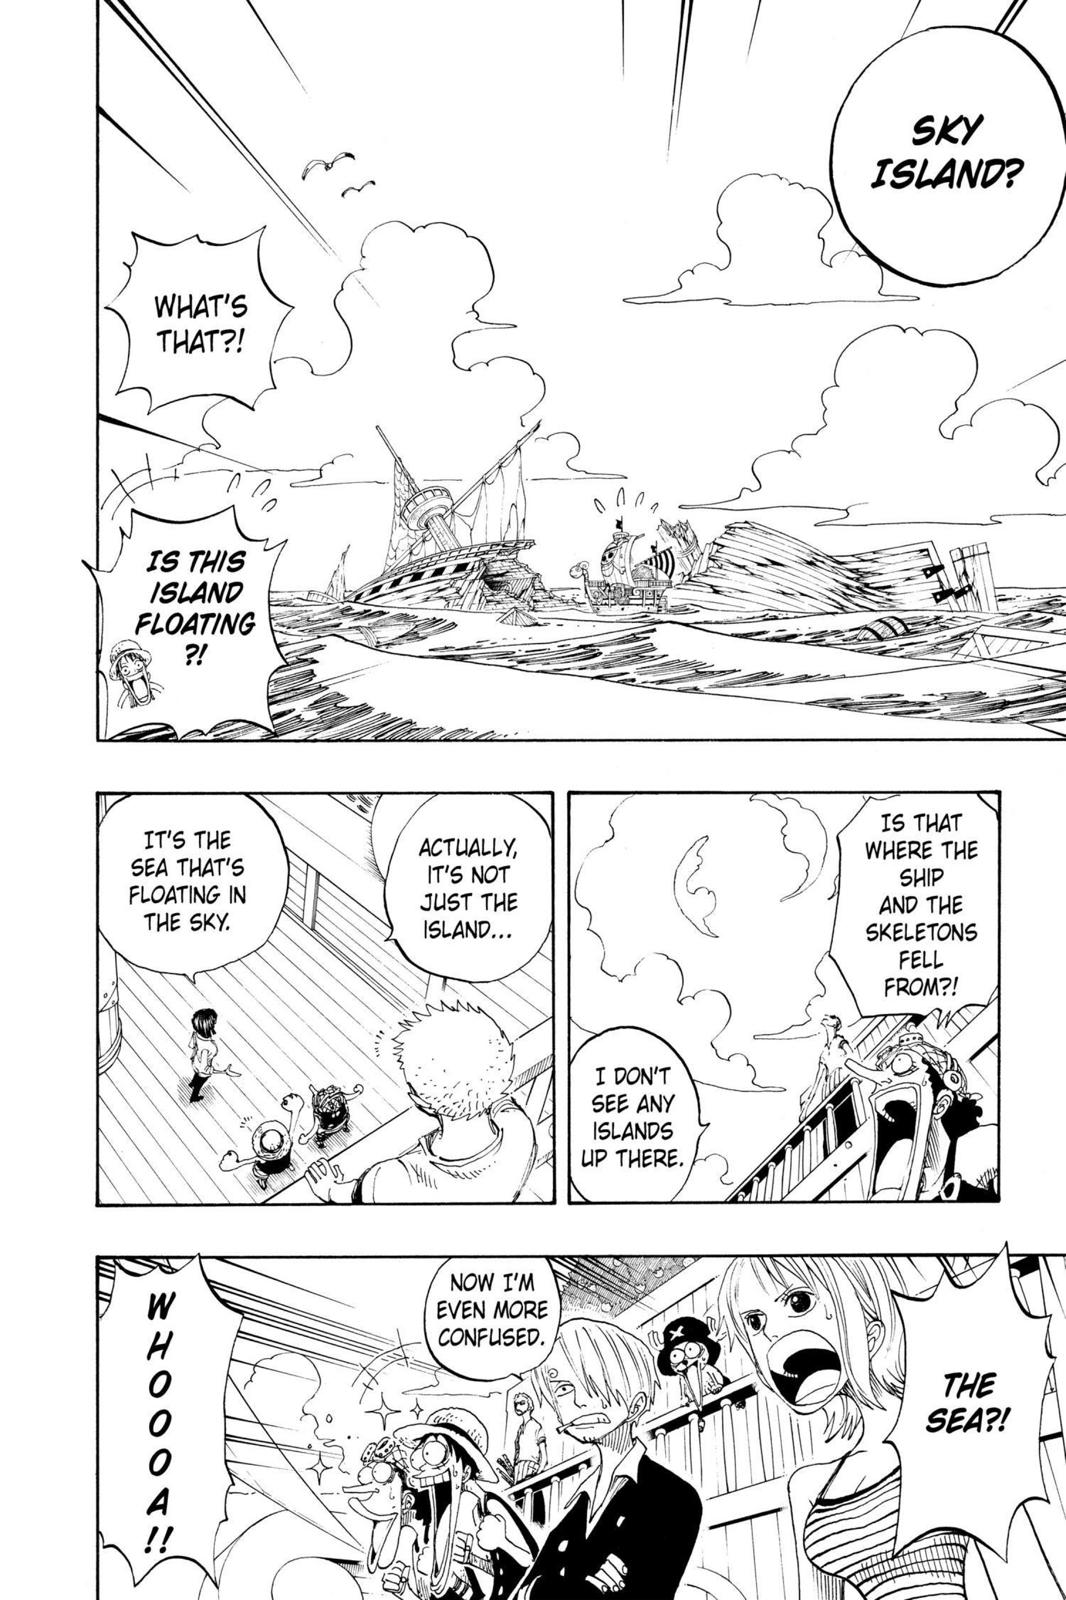 SKY
ISLAND?
WHAT'S
THAT?!
IS THIS
ISLAND
FLOATING
?!
IS THAT
WHERE THE
SHIP
AND THE
SKELETONS
FELL
FROM?!
I DON'T
SEE ANY
ISLANDS
UP THERE.
ACTUALLY,
IT'S NOT
JUST THE
ISLAND...
IT'S THE
SEA THAT'S
FLOATING IN
THE SKY.
THE
SEA?!
NOW I'M
EVEN MORE
CONFUSED.
WHOOOA!!